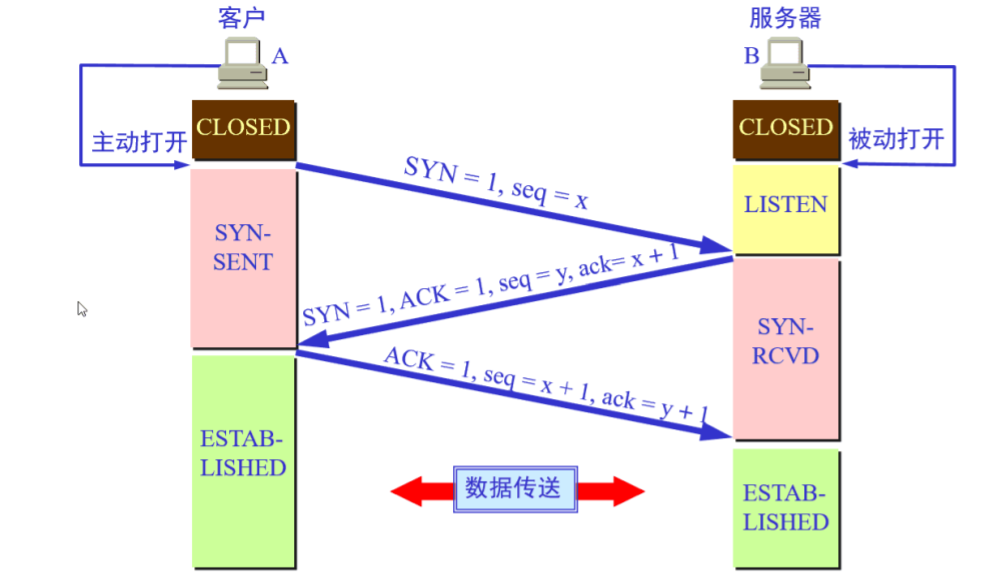 客户
服务器
A
B
CLOSED
CLOSED
主动打开
被动打开
SYN = 1, seq = x
LISTEN
SYN-
SENT
SYN = 1, ACK = 1, seq = y, ack= x + 1
SYN-
RCVD
ACK = 1, seq = x + 1, ack = y + 1
ESTAB-
LISHED
数据传送
ESTAB-
LISHED